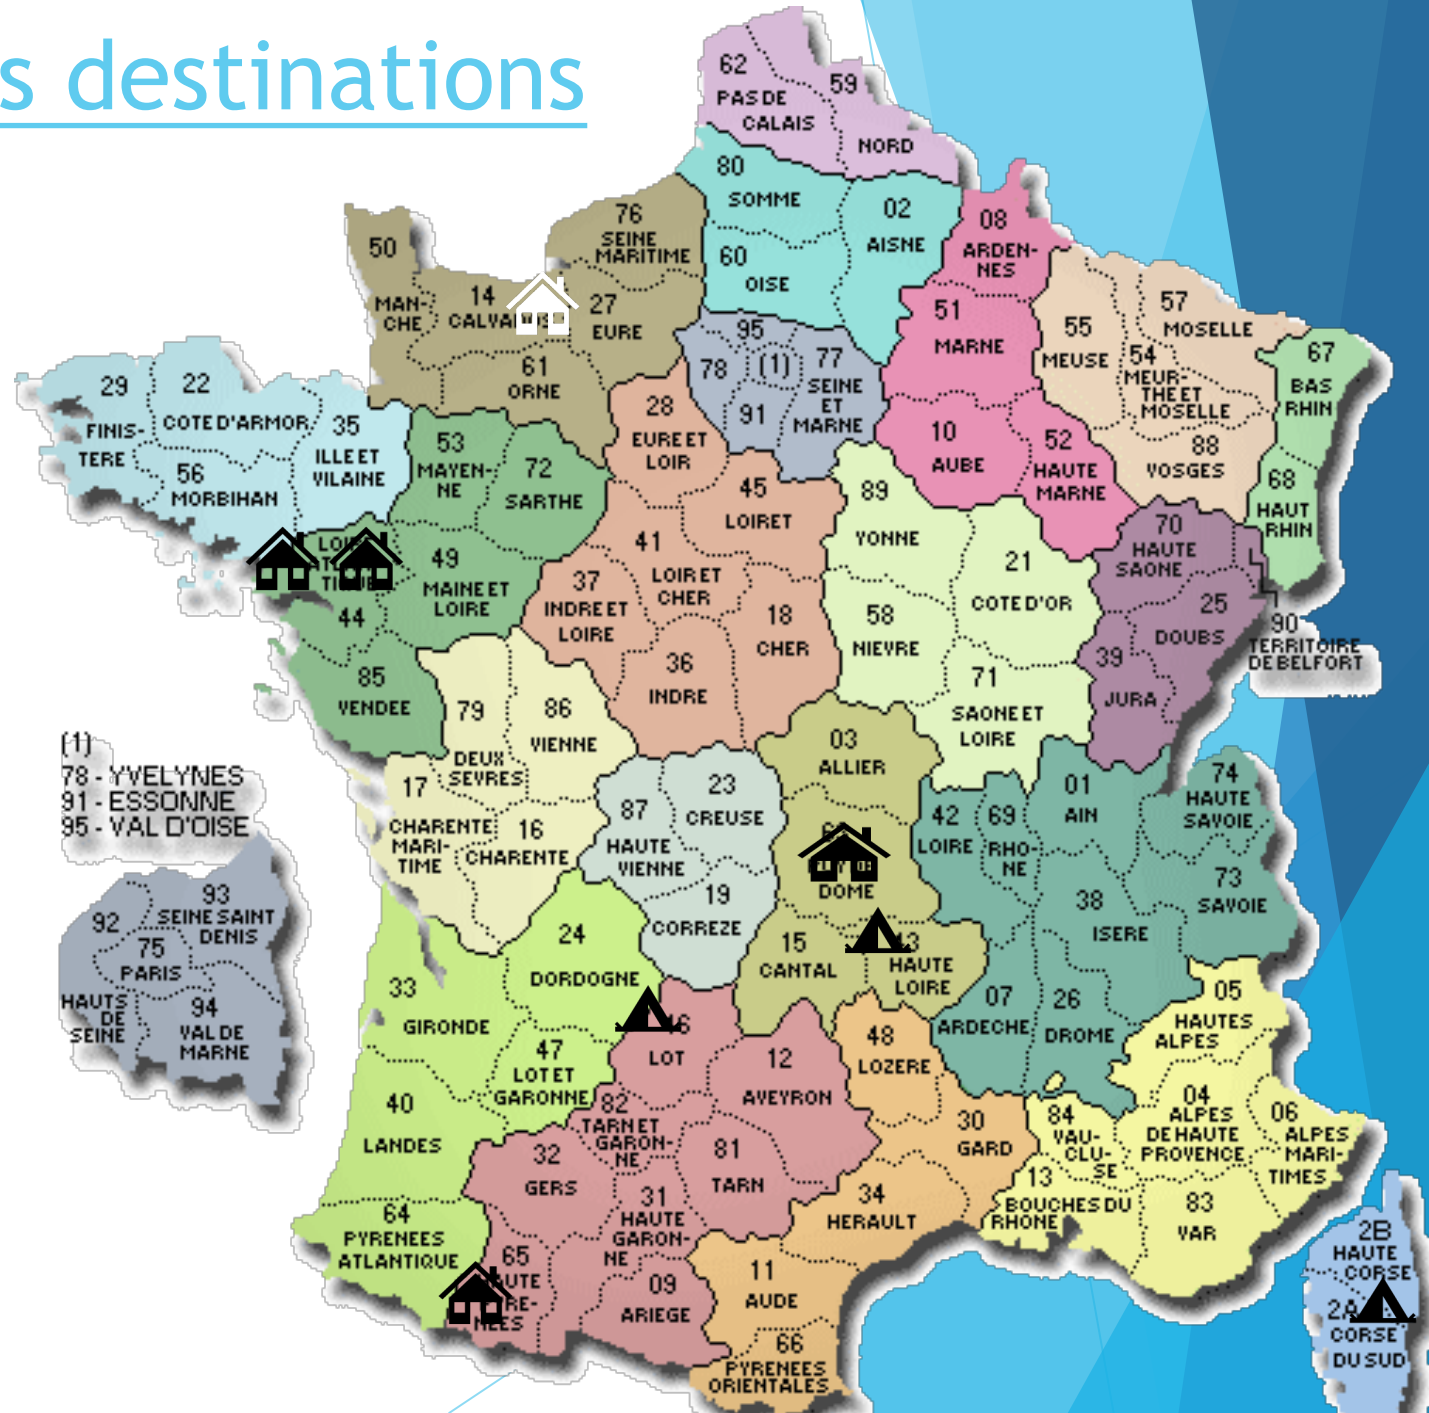 s destinations
62
PAS DE
CALAIS
59
NORD
80
SOMME
02
AISNE
60
OISE
76
SEINE
MARITIME
27
EURE
50
MAN-
CHE
14
61
ORNE
08
ARDEN-
NES
51
MARNE
10
AUBE
52
HAUTE
MARNE
55
MEUSE
54
MEUR-
THE ET
MOSELLE
57
MOSELLE
88
VOSGES
67
BAS
RHIN
68
HAUT
RHIN
95
78
(1)
77
SEINE
ET
MARNE
91
29
FINIS-
TERE
22
COTE D'ARMOR
35
ILLE ET
VILAINE
56
MORBIHAN
53
MAYEN-
NE
72
SARTHE
49
MAINE ET
LOIRE
44
85
VENDEE
28
EURE ET
LOIR
45
LOIRET
41
LOIR ET
CHER
37
INDRE ET
LOIRE
18
CHER
36
INDRE
89
YONNE
21
COTE D'OR
58
NIEVRE
71
SAONE ET
LOIRE
70
HAUTE
SAONE
25
DOUBS
39
JURA
90
TERRITOIRE
DE BELFORT
79
DEUX
SEVRES
86
VIENNE
17
CHARENTE
MARI-
TIME
16
CHARENTE
87
HAUTE
VIENNE
23
CREUSE
19
CORREZE
03
ALLIER
DOME
15
CANTAL
HAUTE
LOIRE
42
LOIRE
69
RHO-
NE
01
AIN
74
HAUTE
SAVOIE
73
SAVOIE
38
ISERE
07
ARDECHE
26
DROME
(1)
78 - YVELYNES
91 - ESSONNE
95 - VAL D'OISE
93
SEINE SAINT
DENIS
92
HAUTS
DE
SEINE
75
PARIS
94
VAL DE
MARNE
24
DORDOGNE
33
GIRONDE
47
LOT ET
GARONNE
40
LANDES
64
PYRENEES
ATLANTIQUE
LOT
12
AVEYRON
82
TARN ET
GARON-
NE
81
TARN
32
GERS
31
HAUTE
GARON-
NE
65
09
ARIEGE
48
LOZERE
30
GARD
34
HERAULT
11
AUDE
66
PYRENEES
ORIENTALES
05
HAUTES
ALPES
04
ALPES
DE HAUTE
PROVENCE
06
ALPES
MARI-
TIMES
84
VAU-
CLU-
SE
13
BOUCHES DU
RHONE
83
VAR
2B
HAUTE
CORSE
2A
CORSE
DU SUD